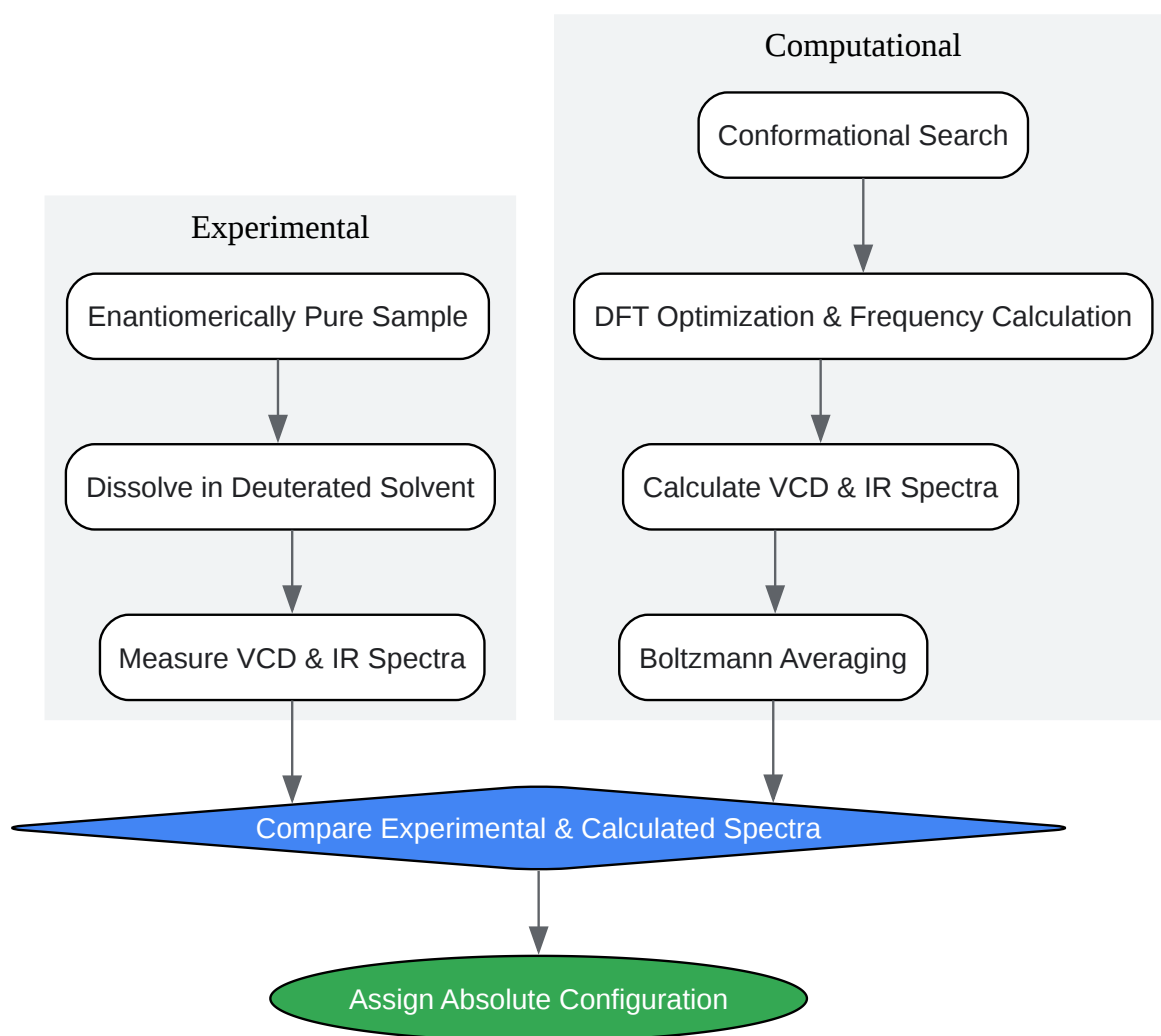 Experimental
Enantiomerically Pure Sample
Dissolve in Deuterated Solvent
Measure VCD & IR Spectra
Computational
Conformational Search
DFT Optimization & Frequency Calculation
Calculate VCD & IR Spectra
Boltzmann Averaging
Compare Experimental & Calculated Spectra
Assign Absolute Configuration